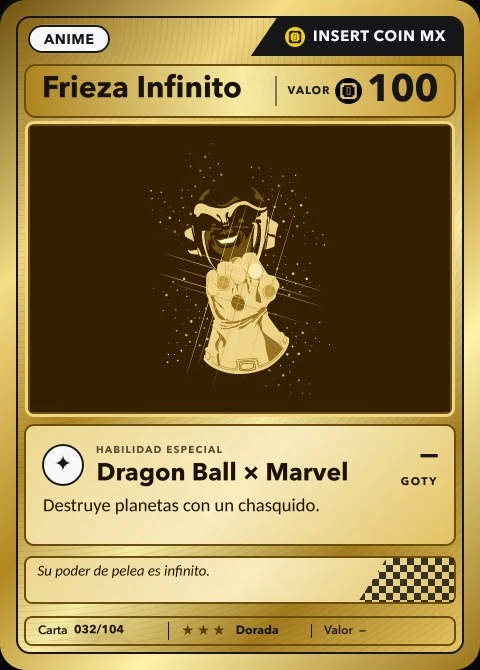 ANIME
INSERT COIN MX
Frieza Infinito
VALOR 100
HABILIDAD ESPECIAL
Dragon Ball × Marvel
–
GOTY
Destruye planetas con un chasquido.
Su poder de pelea es infinito.
Carta 032/104 ★ ★ ★ Dorada Valor –